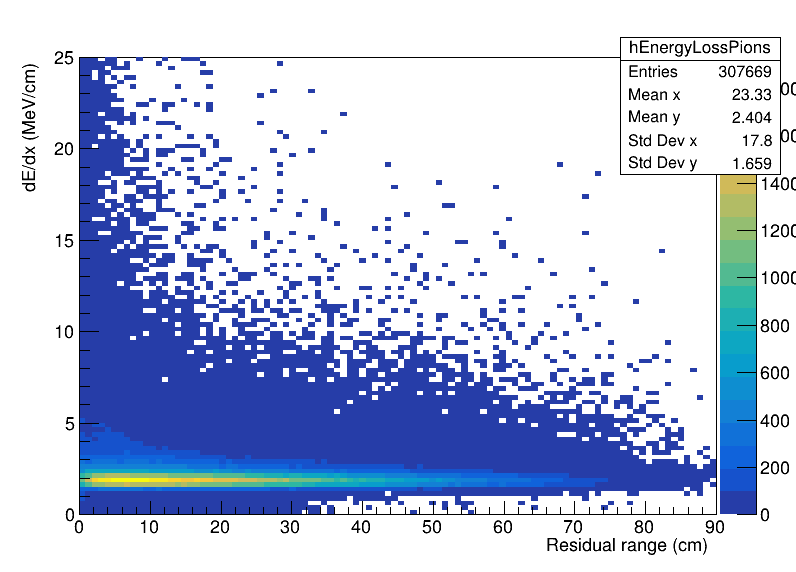 hEnergyLossPions
Entries 307669
Mean x 23.33
Mean y 2.404
Std Dev x 17.8
Std Dev y 1.659
dE/dx (MeV/cm)
25
20
15
10
5
0
0 10 20 30 40 50 60 70 80 90
Residual range (cm)
1400
1200
1000
800
600
400
200
0